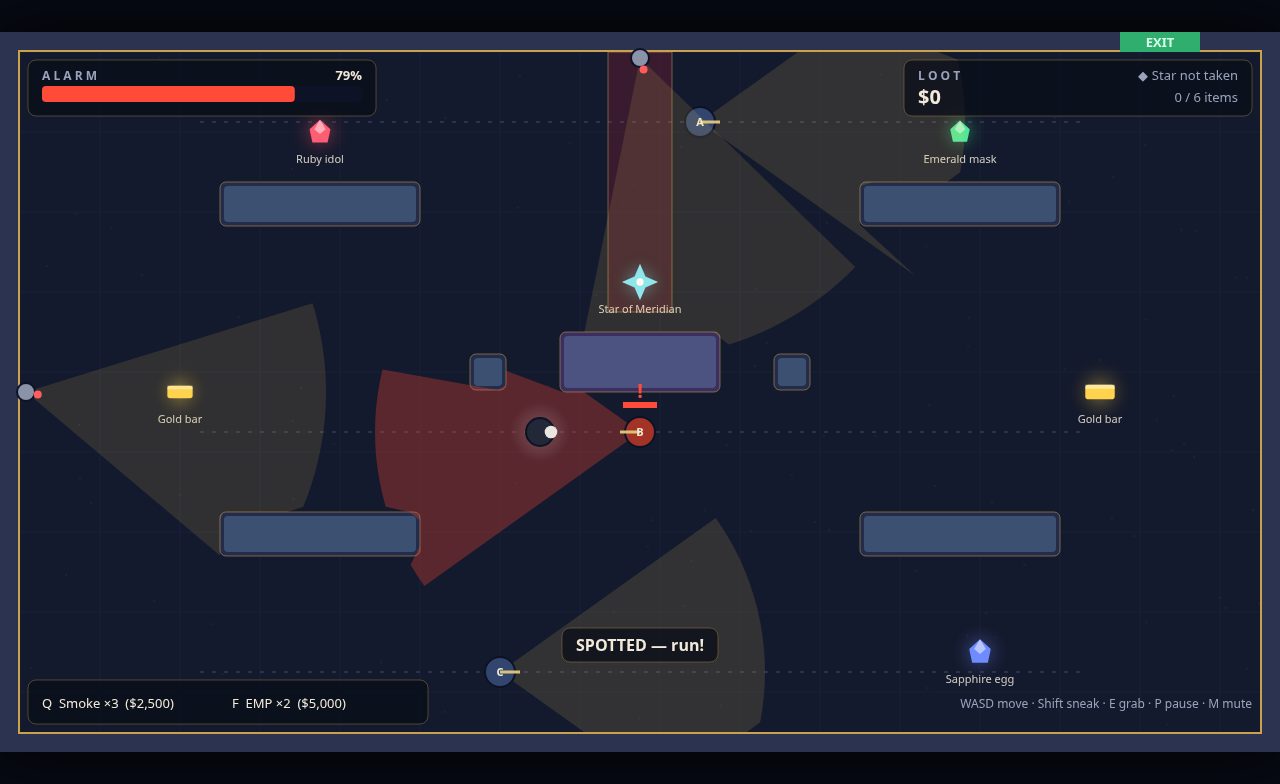 EXIT
ALARM 79%
LOOT ◆ Star not taken
$0 0 / 6 items
A
Ruby idol
Emerald mask
Star of Meridian
!
Gold bar
Gold bar
B
SPOTTED — run!
C
Sapphire egg
Q Smoke ×3 ($2,500) F EMP ×2 ($5,000)
WASD move · Shift sneak · E grab · P pause · M mute